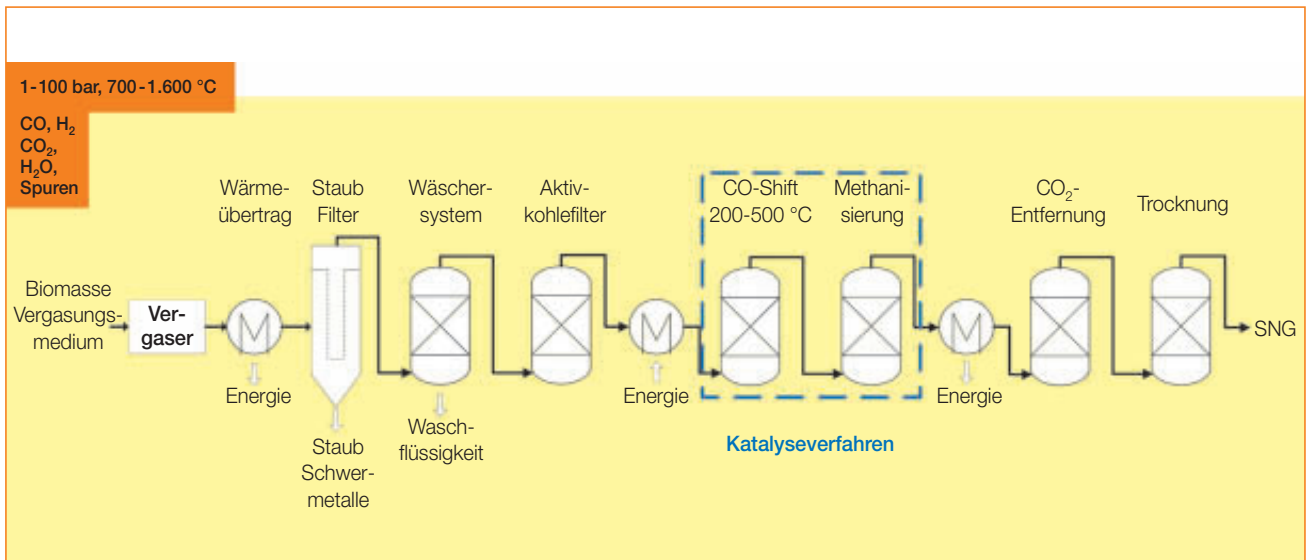 1-100 bar, 700-1.600 °C
CO, H₂
CO₂,
H₂O,
Spuren
Wärme-
übertrag
Staub
Filter
Wäscher-
system
Aktiv-
kohlefilter
CO-Shift
200-500 °C
Methani-
sierung
CO₂-
Entfernung
Trocknung
Biomasse
Vergasungs-
medium
Ver-
gaser
SNG
Energie
Staub
Schwer-
metalle
Wasch-
flüssigkeit
Energie
Energie
Katalyseverfahren